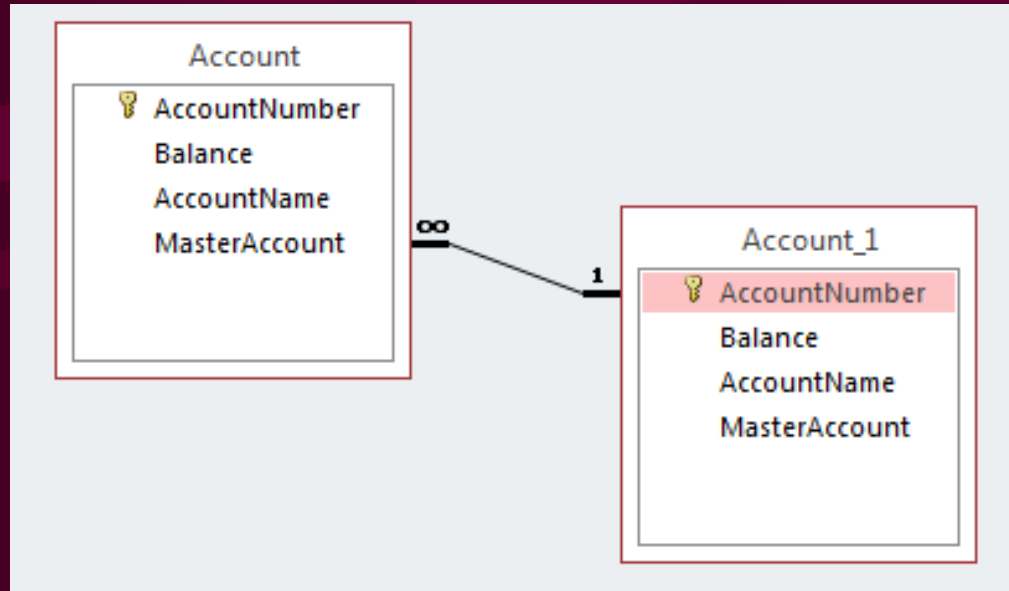 Account
AccountNumber
Balance
AccountName
MasterAccount
∞
1
Account_1
AccountNumber
Balance
AccountName
MasterAccount